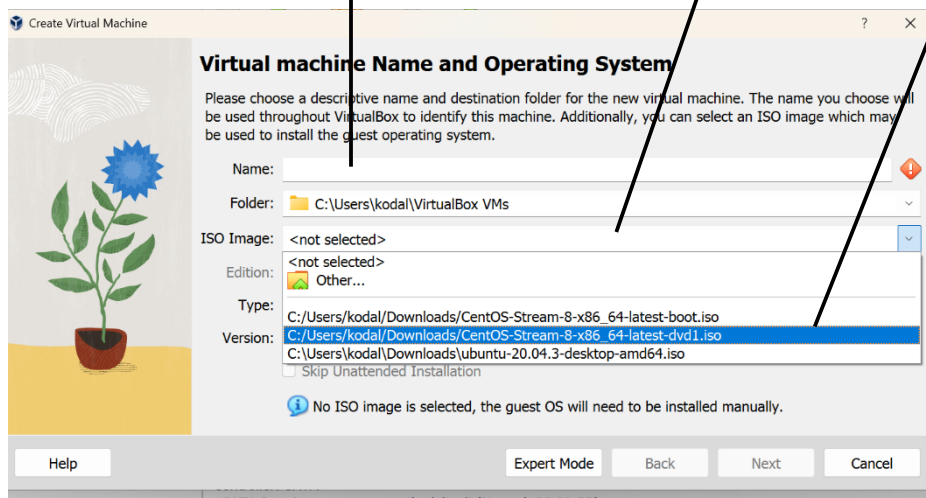 Create Virtual Machine
?
Virtual machine Name and Operating System
Please choose a descriptive name and destination folder for the new virtual machine. The name you choose will
be used throughout VirtualBox to identify this machine. Additionally, you can select an ISO image which may
be used to install the guest operating system.
Name:
Folder: C:\Users\kodal\VirtualBox VMs
ISO Image: <not selected>
<not selected>
Edition: Other...
Type:
C:/Users/kodal/Downloads/CentOS-Stream-8-x86_64-latest-boot.iso
Version: C:/Users/kodal/Downloads/CentOS-Stream-8-x86_64-latest-dvd1.iso
C:\Users\kodal\Downloads\ubuntu-20.04.3-desktop-amd64.iso
Skip Unattended Installation
No ISO image is selected, the guest OS will need to be installed manually.
Help Expert Mode Back Next Cancel